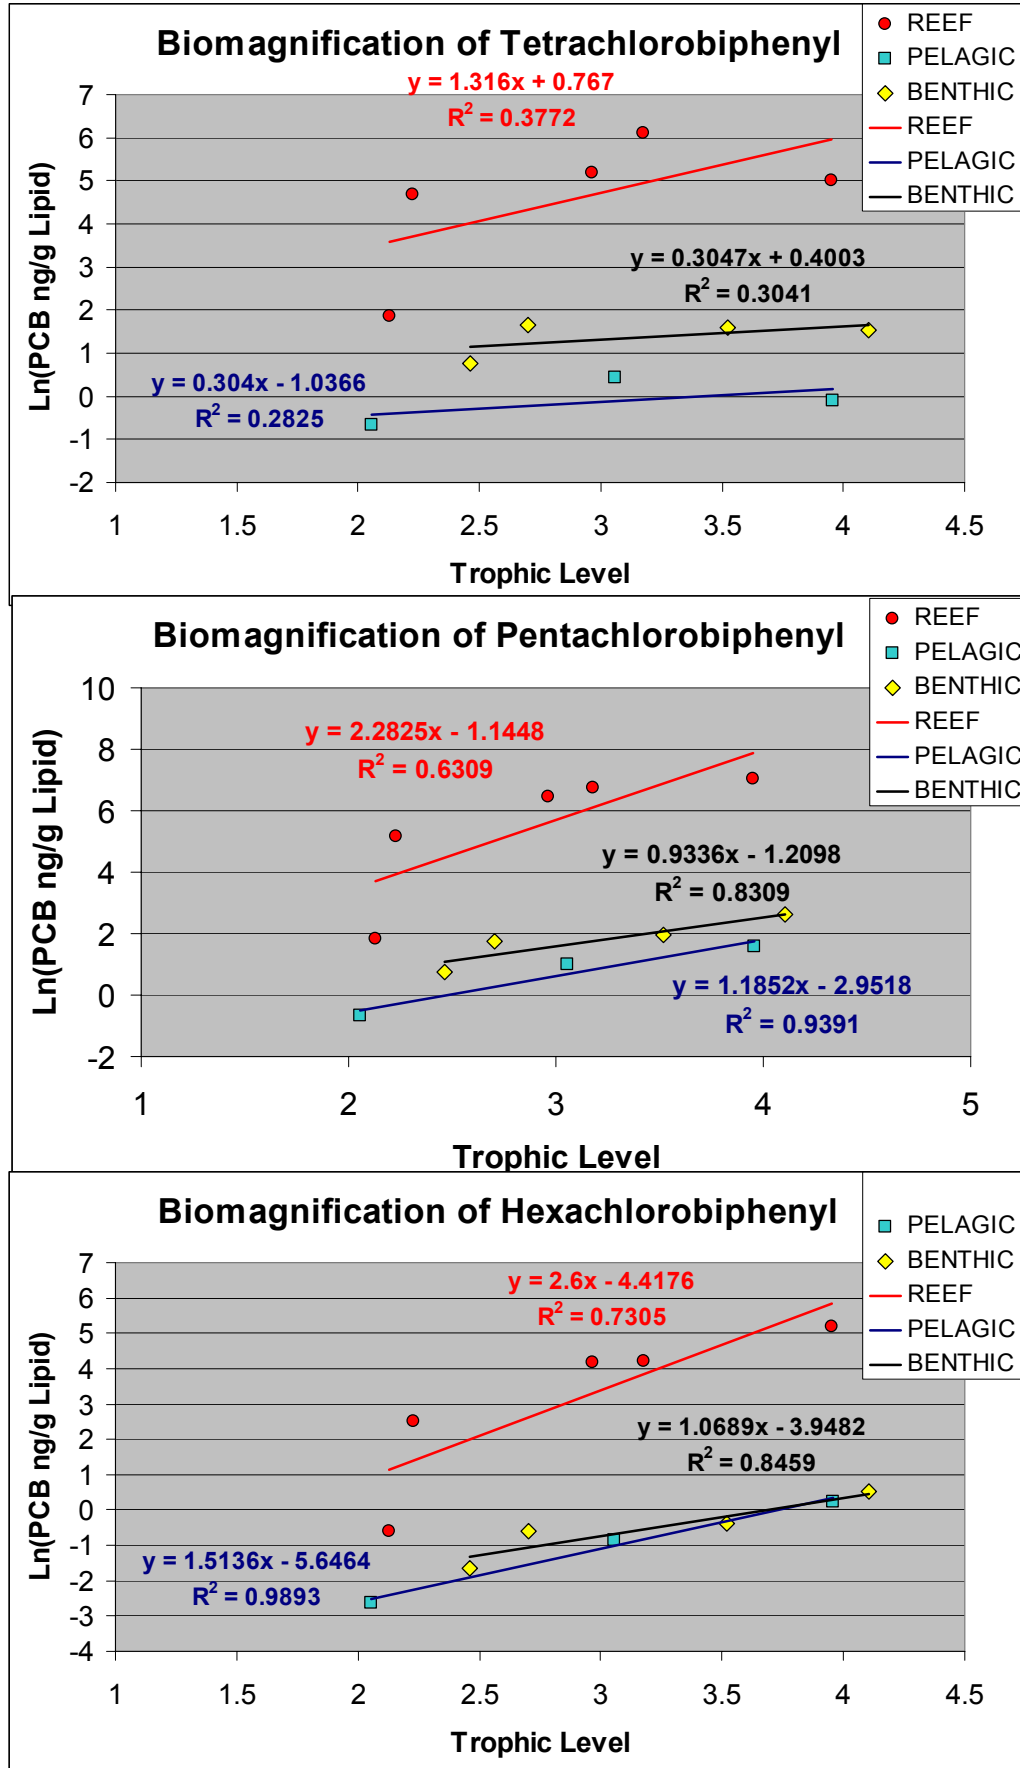 Biomagnification of Tetrachlorobiphenyl
REEF
PELAGIC
BENTHIC
REEF
PELAGIC
BENTHIC
y = 1.316x + 0.767
R² = 0.3772
y = 0.3047x + 0.4003
R² = 0.3041
y = 0.304x - 1.0366
R² = 0.2825
Ln(PCB ng/g Lipid)
7
6
5
4
3
2
1
0
-1
-2
1 1.5 2 2.5 3 3.5 4 4.5
Trophic Level
Biomagnification of Pentachlorobiphenyl
REEF
PELAGIC
BENTHIC
REEF
PELAGIC
BENTHIC
y = 2.2825x - 1.1448
R² = 0.6309
y = 0.9336x - 1.2098
R² = 0.8309
y = 1.1852x - 2.9518
R² = 0.9391
Ln(PCB ng/g Lipid)
10
8
6
4
2
0
-2
1 2 3 4 5
Trophic Level
Biomagnification of Hexachlorobiphenyl
PELAGIC
BENTHIC
REEF
PELAGIC
BENTHIC
y = 2.6x - 4.4176
R² = 0.7305
y = 1.0689x - 3.9482
R² = 0.8459
y = 1.5136x - 5.6464
R² = 0.9893
Ln(PCB ng/g Lipid)
7
6
5
4
3
2
1
0
-1
-2
-3
-4
1 1.5 2 2.5 3 3.5 4 4.5
Trophic Level